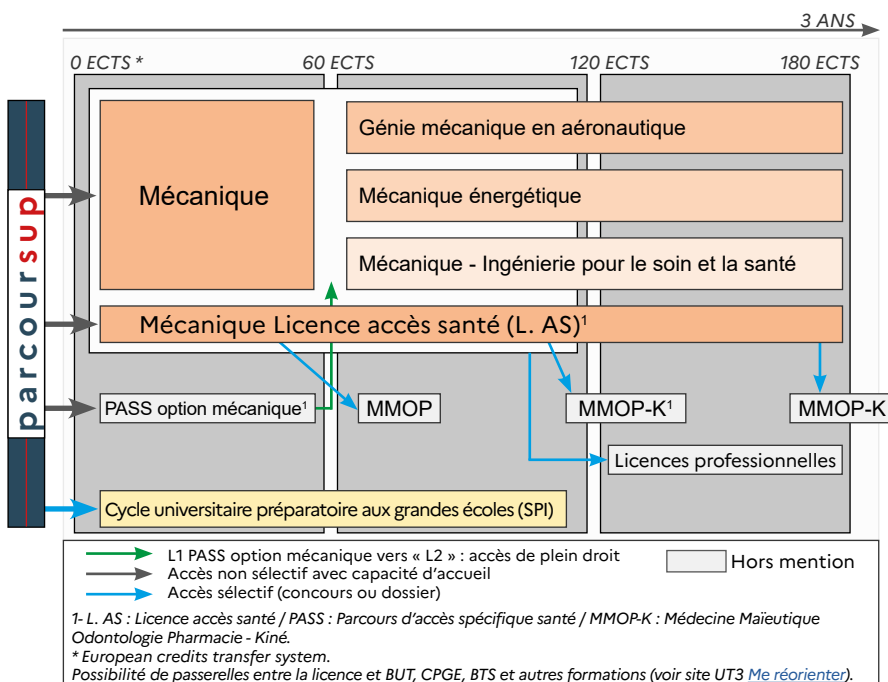 3 ANS
0 ECTS *
60 ECTS
120 ECTS
180 ECTS
parcoursup
Mécanique
Génie mécanique en aéronautique
Mécanique énergétique
Mécanique - Ingénierie pour le soin et la santé
Mécanique Licence accès santé (L. AS)¹
PASS option mécanique¹
MMOP
MMOP-K¹
MMOP-K
Licences professionnelles
Cycle universitaire préparatoire aux grandes écoles (SPI)
L1 PASS option mécanique vers « L2 » : accès de plein droit
Accès non sélectif avec capacité d'accueil
Accès sélectif (concours ou dossier)
Hors mention
1- L. AS : Licence accès santé / PASS : Parcours d'accès spécifique santé / MMOP-K : Médecine Maïeutique
Odontologie Pharmacie - Kiné.
* European credits transfer system.
Possibilité de passerelles entre la licence et BUT, CPGE, BTS et autres formations (voir site UT3 Me réorienter).